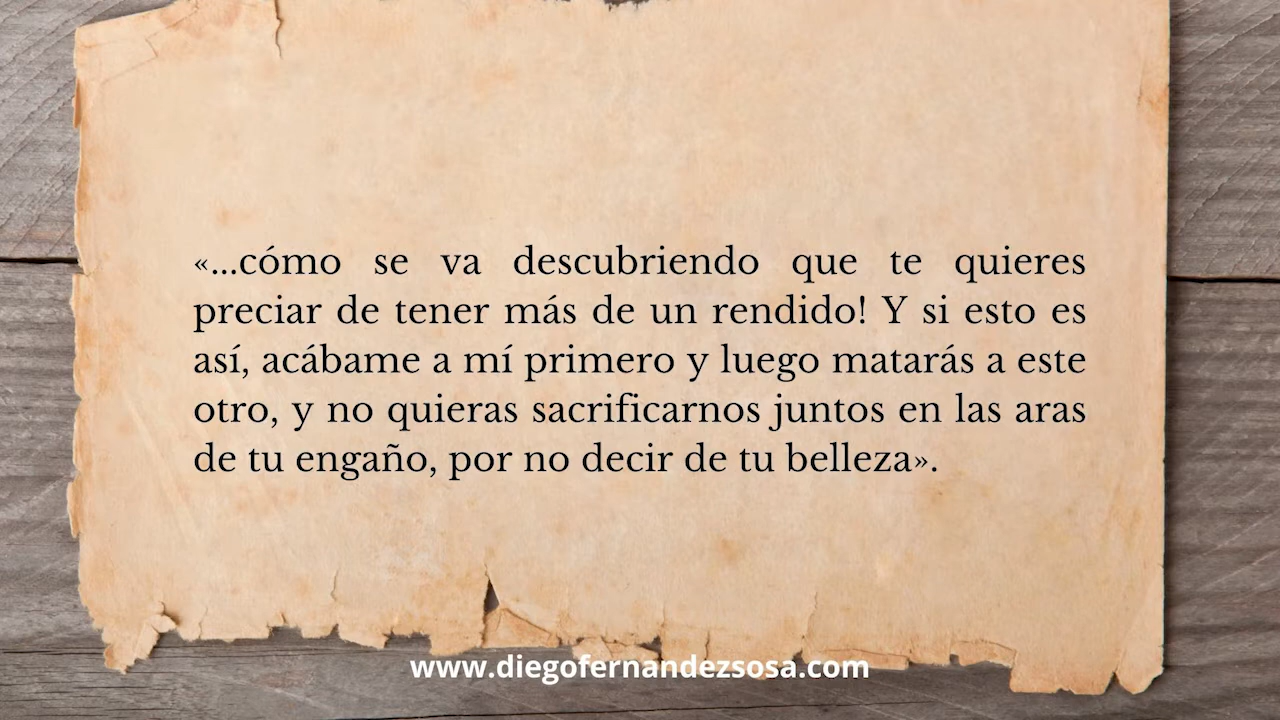 «...cómo se va descubriendo que te quieres
preciar de tener más de un rendido! Y si esto es
así, acábame a mí primero y luego matarás a este
otro, y no quieras sacrificarnos juntos en las aras
de tu engaño, por no decir de tu belleza».
www.diegofernandezsosa.com